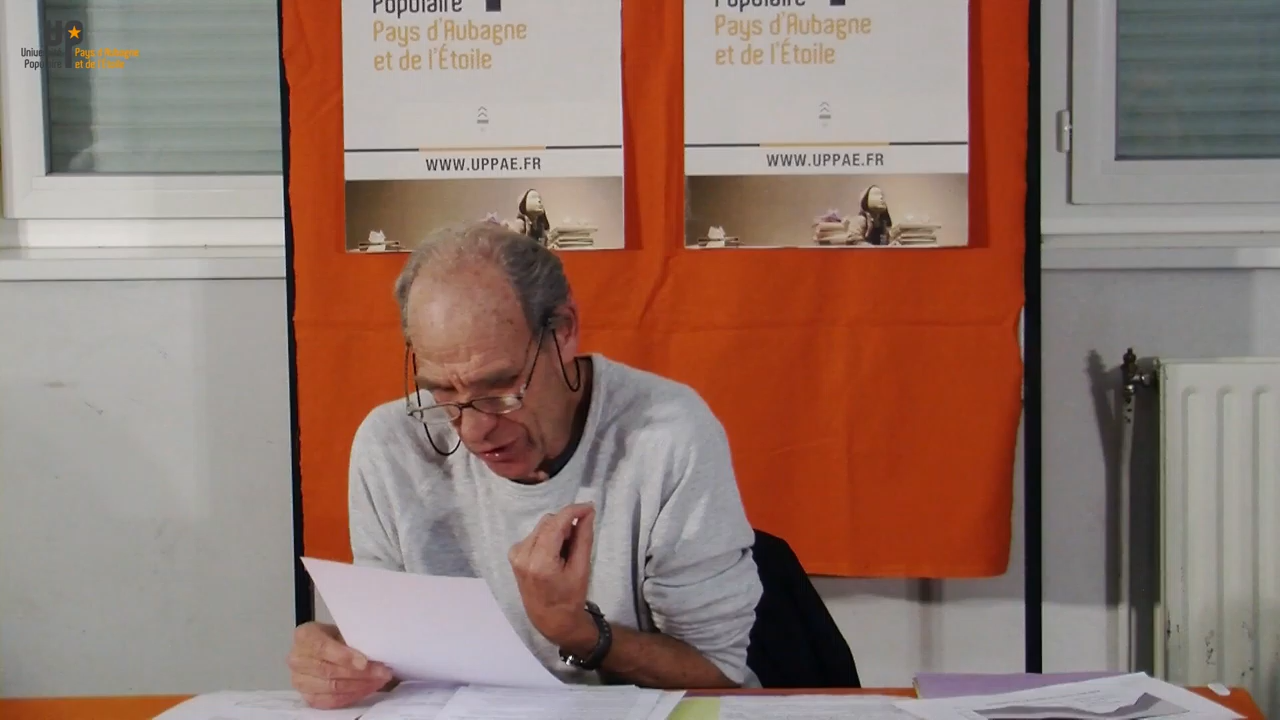 Populaire
Pays d'Aubagne
et de l'Étoile
WWW.UPPAE.FR
Populaire
Pays d'Aubagne
et de l'Étoile
WWW.UPPAE.FR
UP
Pays d'Aubagne
et de l'Étoile